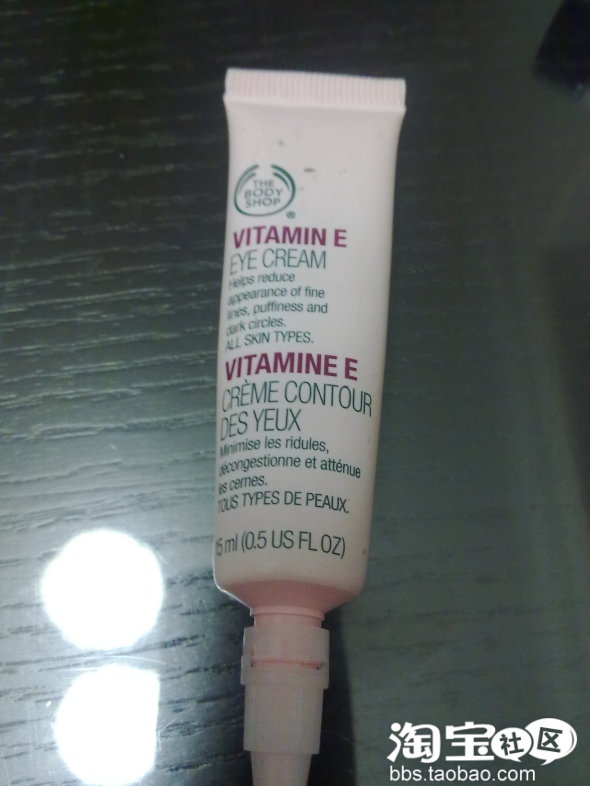 THE
BODY
SHOP
®
VITAMIN E
EYE CREAM
Helps reduce
appearance of fine
lines, puffiness and
dark circles.
ALL SKIN TYPES.
VITAMINE E
CRÈME CONTOUR
DES YEUX
Minimise les ridules,
décongestionne et atténue
les cernes.
TOUS TYPES DE PEAUX.
15 ml (0.5 US FL OZ)
淘宝社区
bbs.taobao.com